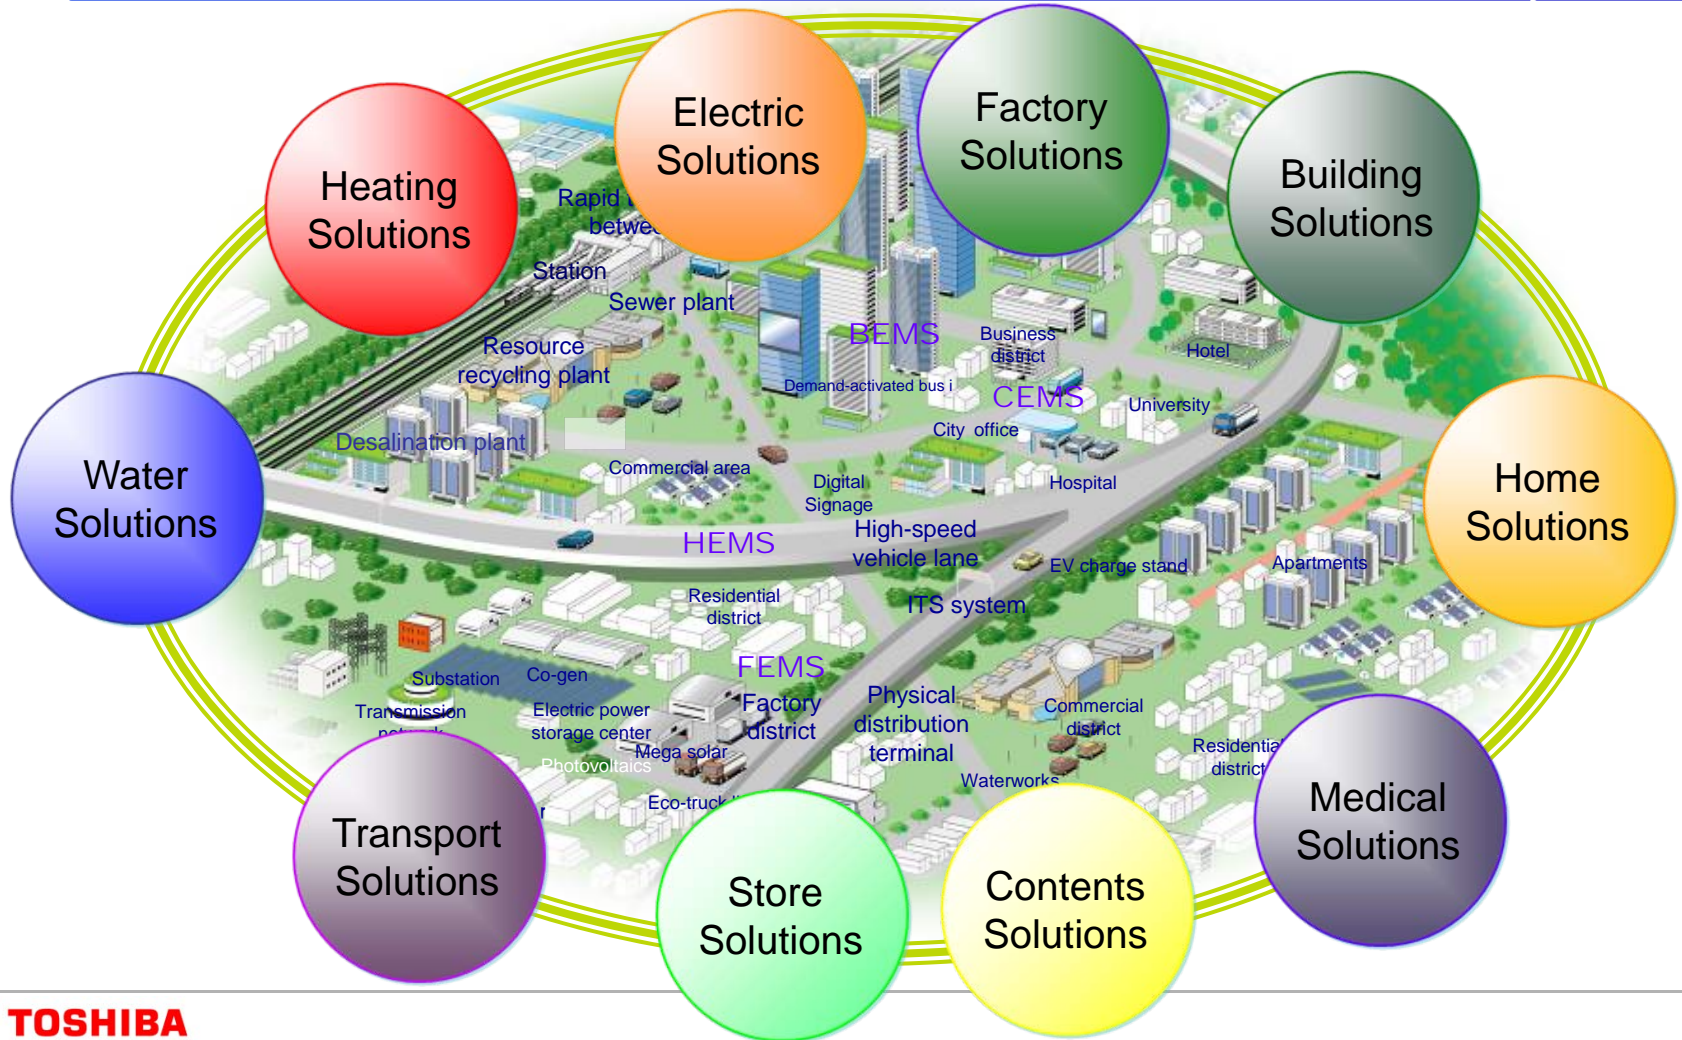 Electric
Solutions
Factory
Solutions
Heating
Solutions
Building
Solutions
Rapid
Station
Sewer plant
Resource
recycling plant
BEMS
Business
district
Hotel
Demand-activated bus
CEMS
University
City office
Desalination plant
Commercial area
Digital
Signage
Hospital
Water
Solutions
Home
Solutions
HEMS
High-speed
vehicle lane
EV charge stand
Apartments
Residential
district
ITS system
FEMS
Substation
Co-gen
Transmission
Electric power
storage center
Factory
district
Physical
distribution
terminal
Commercial
district
Mega solar
Photovoltaics
Residential
district
Waterworks
Eco-truck
Transport
Solutions
Store
Solutions
Contents
Solutions
Medical
Solutions
TOSHIBA